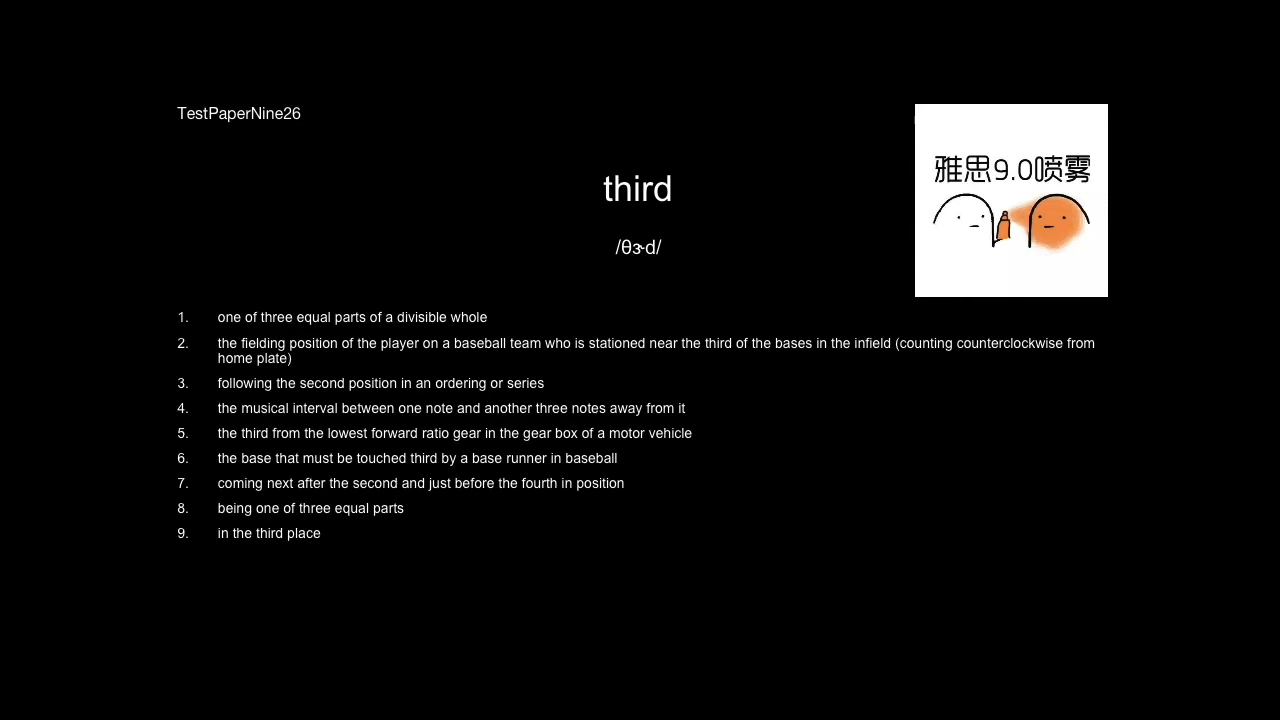 TestPaperNine26
雅思9.0喷雾
third
/θɝd/
1. one of three equal parts of a divisible whole
2. the fielding position of the player on a baseball team who is stationed near the third of the bases in the infield (counting counterclockwise from
home plate)
3. following the second position in an ordering or series
4. the musical interval between one note and another three notes away from it
5. the third from the lowest forward ratio gear in the gear box of a motor vehicle
6. the base that must be touched third by a base runner in baseball
7. coming next after the second and just before the fourth in position
8. being one of three equal parts
9. in the third place